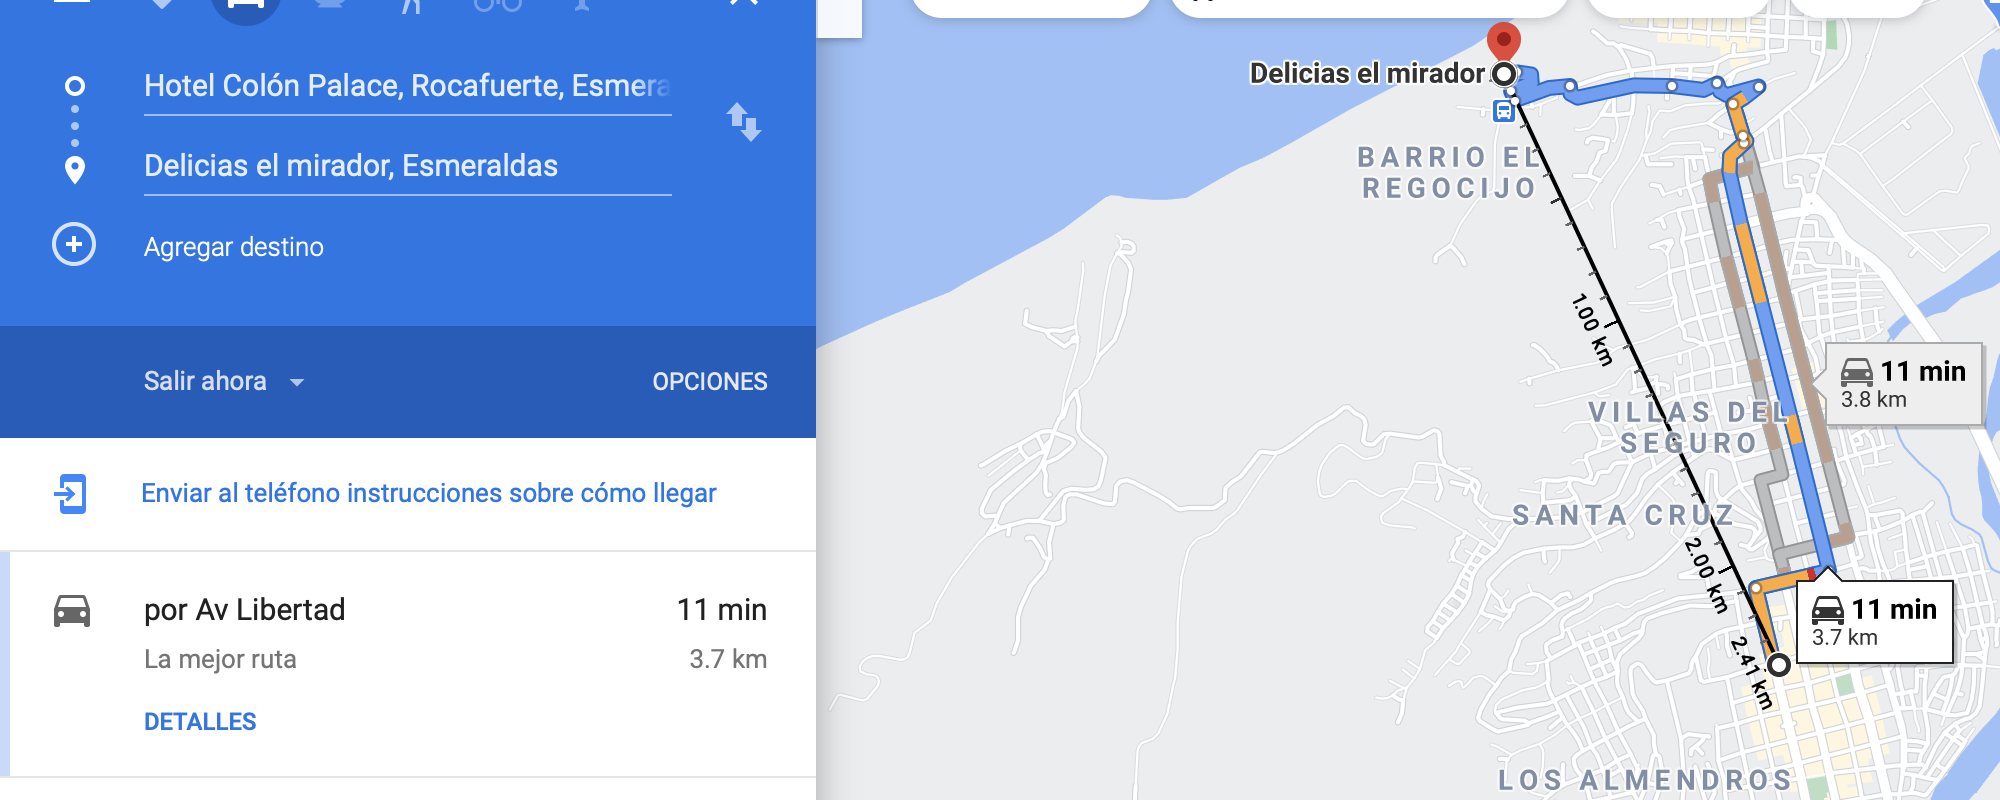 Hotel Colón Palace, Rocafuerte, Esmera
Delicias el mirador, Esmeraldas
Agregar destino
Salir ahora
OPCIONES
Enviar al teléfono instrucciones sobre cómo llegar
por Av Libertad
11 min
La mejor ruta
3.7 km
DETALLES
Delicias el mirador
BARRIO EL
REGOCIJO
1.00 km
11 min
3.8 km
VILLAS DEL
SEGURO
SANTA CRUZ
2.00 km
11 min
3.7 km
2.41 km
LOS ALMENDROS